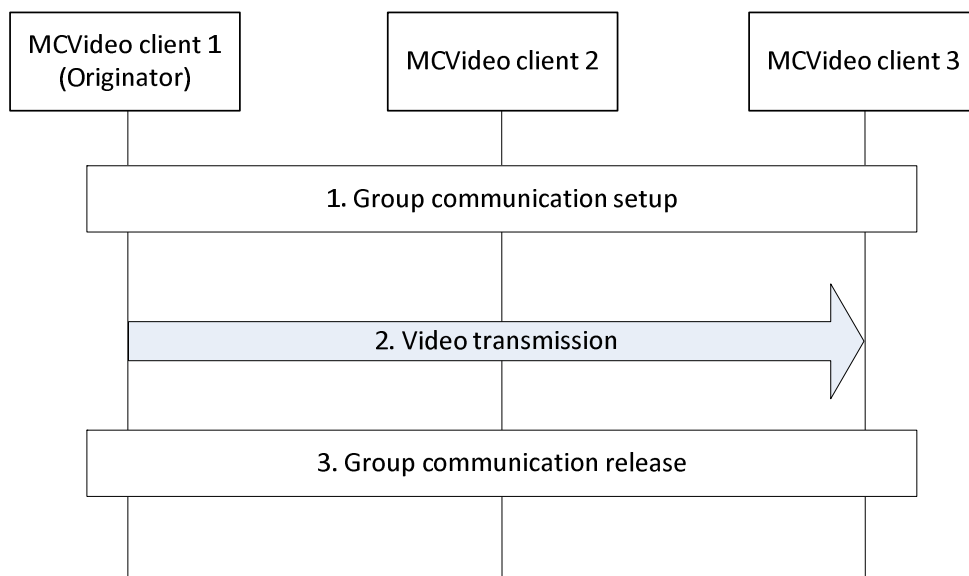 MCVideo client 1
(Originator)
MCVideo client 2
MCVideo client 3
1. Group communication setup
2. Video transmission
3. Group communication release